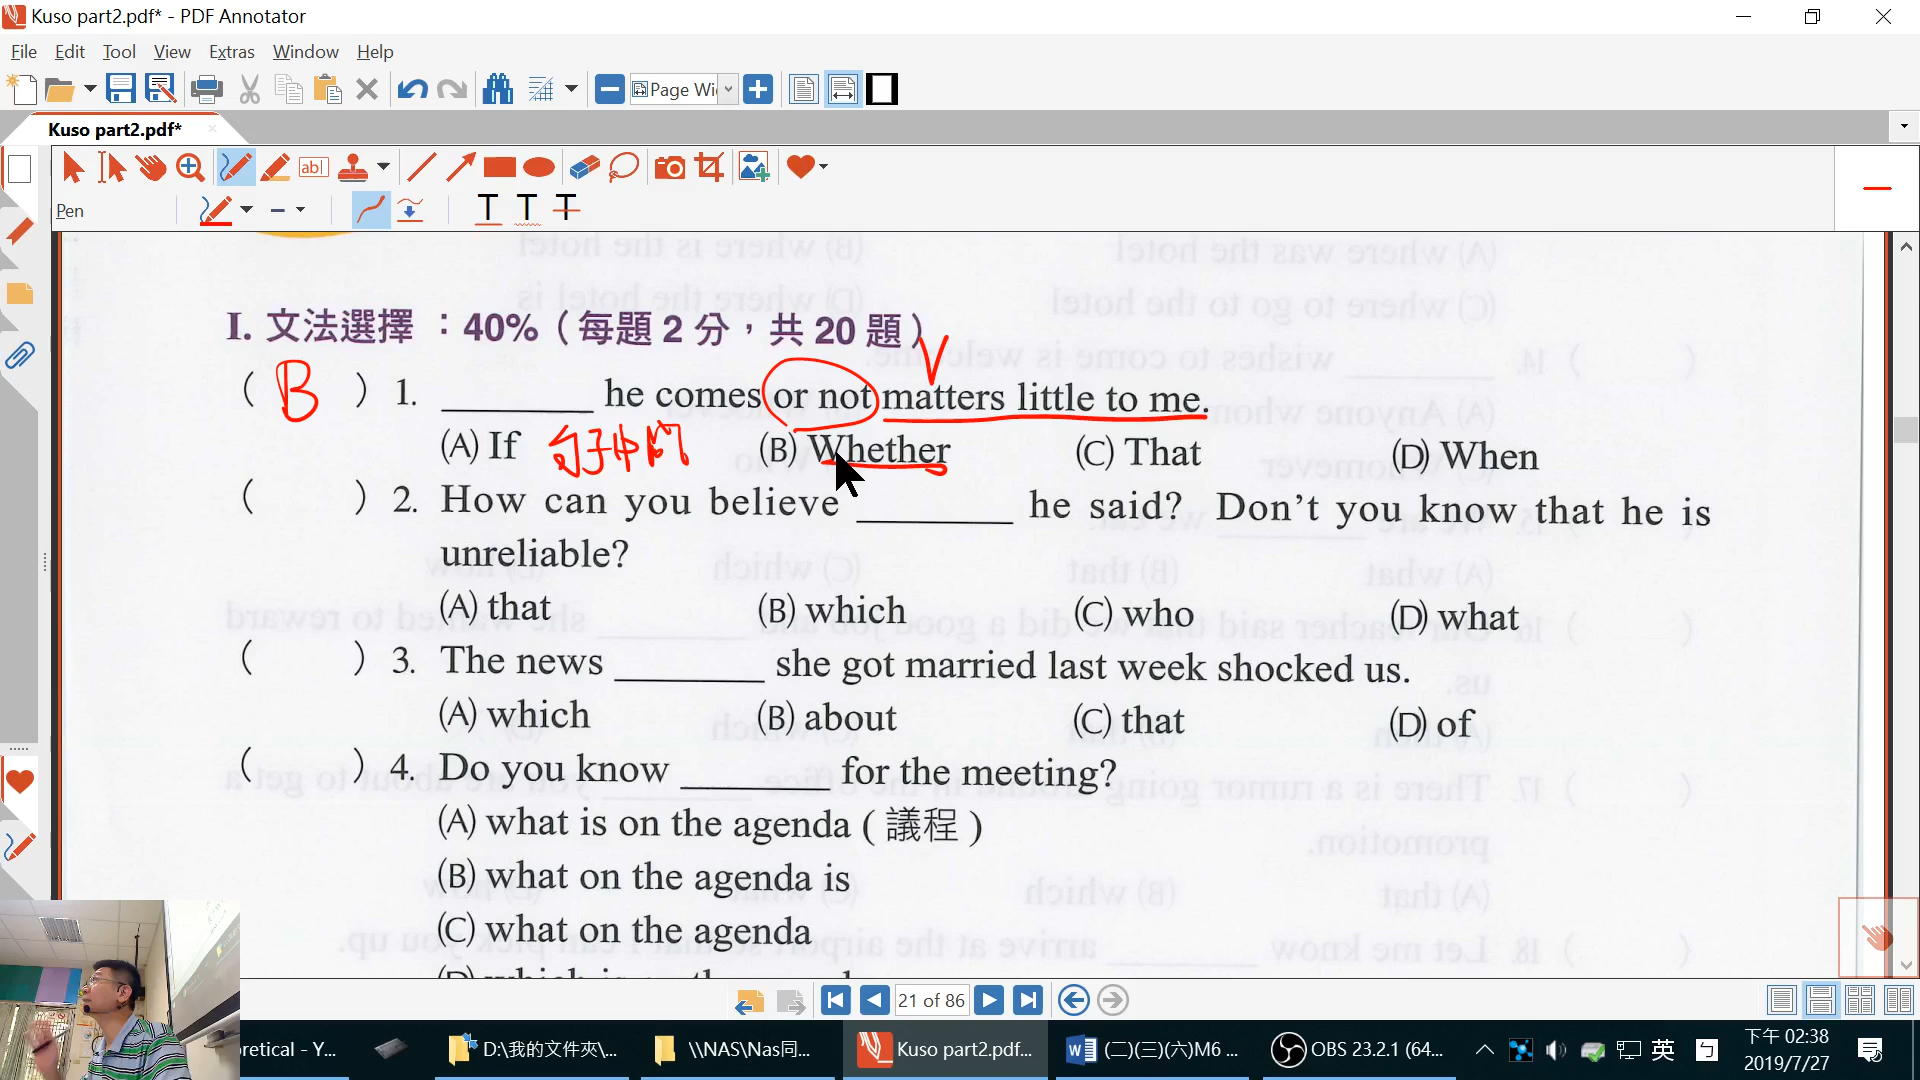 Kuso part2.pdf* - PDF Annotator
File Edit Tool View Extras Window Help
Page Wi
Kuso part2.pdf*
Pen
I. 文法選擇：40%（每題 2 分，共 20 題）
( B ) 1. ________ he comes or not matters little to me. V
(A) If 句子中間 (B) Whether (C) That (D) When
( ) 2. How can you believe ________ he said? Don't you know that he is
unreliable?
(A) that (B) which (C) who (D) what
( ) 3. The news ________ she got married last week shocked us.
(A) which (B) about (C) that (D) of
( ) 4. Do you know ________ for the meeting?
(A) what is on the agenda (議程)
(B) what on the agenda is
(C) what on the agenda
21 of 86
oretical - Y...
D:\我的文件夾\...
\\NAS\Nas同...
Kuso part2.pdf...
(二)(三)(六)M6 ...
OBS 23.2.1 (64...
英
下午 02:38
2019/7/27